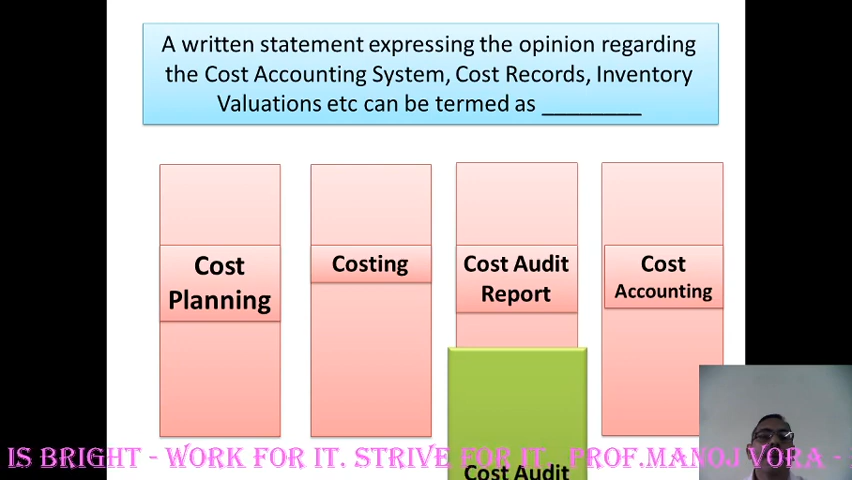 A written statement expressing the opinion regarding
the Cost Accounting System, Cost Records, Inventory
Valuations etc can be termed as ________
Cost
Planning
Costing
Cost Audit
Report
Cost
Accounting
Cost Audit
IS BRIGHT - WORK FOR IT. STRIVE FOR IT   PROF.MANOJ VORA -